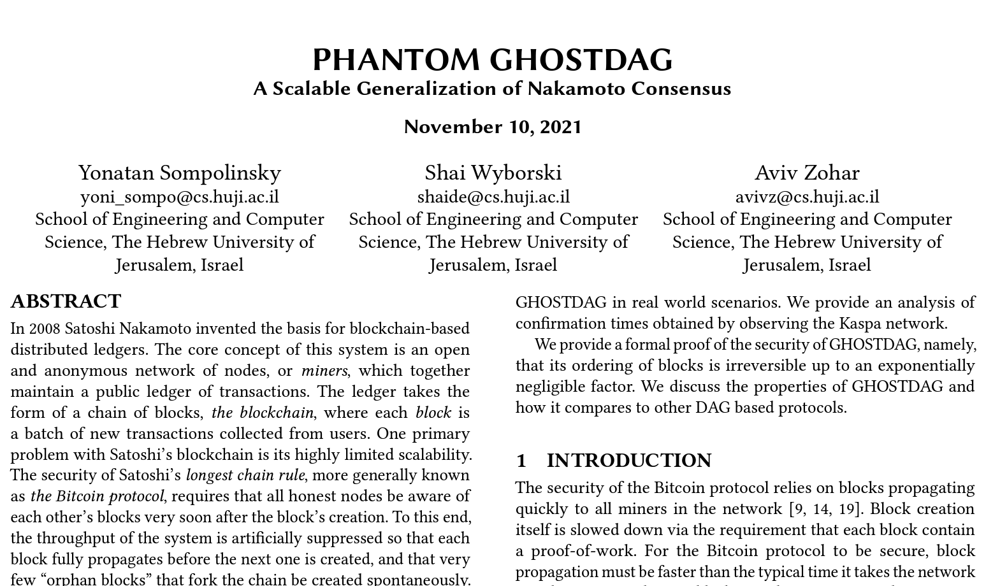 PHANTOM GHOSTDAG
A Scalable Generalization of Nakamoto Consensus
November 10, 2021
Yonatan Sompolinsky
yoni_sompo@cs.huji.ac.il
School of Engineering and Computer
Science, The Hebrew University of
Jerusalem, Israel
Shai Wyborski
shaide@cs.huji.ac.il
School of Engineering and Computer
Science, The Hebrew University of
Jerusalem, Israel
Aviv Zohar
avivz@cs.huji.ac.il
School of Engineering and Computer
Science, The Hebrew University of
Jerusalem, Israel
ABSTRACT
In 2008 Satoshi Nakamoto invented the basis for blockchain-based
distributed ledgers. The core concept of this system is an open
and anonymous network of nodes, or miners, which together
maintain a public ledger of transactions. The ledger takes the
form of a chain of blocks, the blockchain, where each block is
a batch of new transactions collected from users. One primary
problem with Satoshi’s blockchain is its highly limited scalability.
The security of Satoshi’s longest chain rule, more generally known
as the Bitcoin protocol, requires that all honest nodes be aware of
each other’s blocks very soon after the block’s creation. To this end,
the throughput of the system is artificially suppressed so that each
block fully propagates before the next one is created, and that very
few “orphan blocks” that fork the chain be created spontaneously.
GHOSTDAG in real world scenarios. We provide an analysis of
confirmation times obtained by observing the Kaspa network.
We provide a formal proof of the security of GHOSTDAG, namely,
that its ordering of blocks is irreversible up to an exponentially
negligible factor. We discuss the properties of GHOSTDAG and
how it compares to other DAG based protocols.
1 INTRODUCTION
The security of the Bitcoin protocol relies on blocks propagating
quickly to all miners in the network [9, 14, 19]. Block creation
itself is slowed down via the requirement that each block contain
a proof-of-work. For the Bitcoin protocol to be secure, block
propagation must be faster than the typical time it takes the network